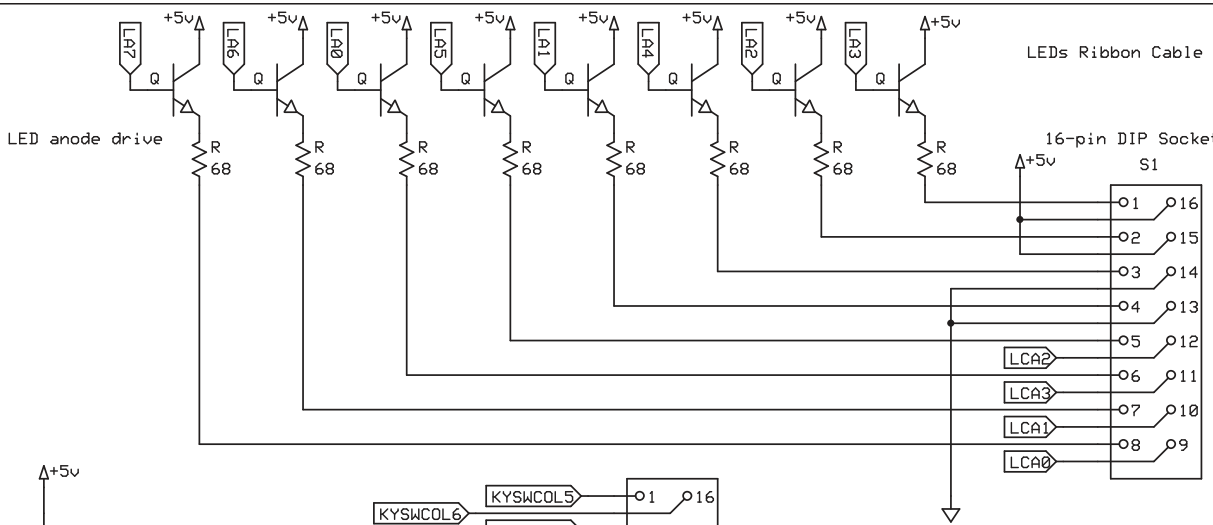 +5v +5v +5v +5v +5v +5v +5v +5v
LA7 LA6 LA0 LA5 LA1 LA4 LA2 LA3
LEDs Ribbon Cable
Q Q Q Q Q Q Q Q
LED anode drive
16-pin DIP Socket
R R R R R R R R
68 68 68 68 68 68 68 68
+5v
S1
1 16
2 15
3 14
4 13
5 12
LCA2
6 11
LCA3
7 10
LCA1
8 9
LCA0
+5v
KYSWCOL5 1 16
KYSWCOL6